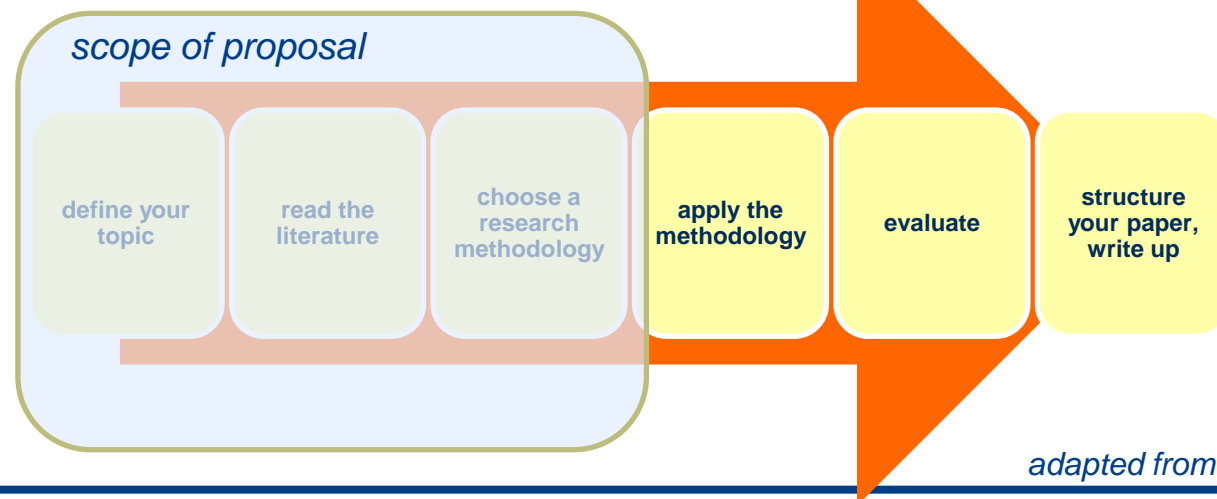 scope of proposal
define your
topic
read the
literature
choose a
research
methodology
apply the
methodology
evaluate
structure
your paper,
write up
adapted from